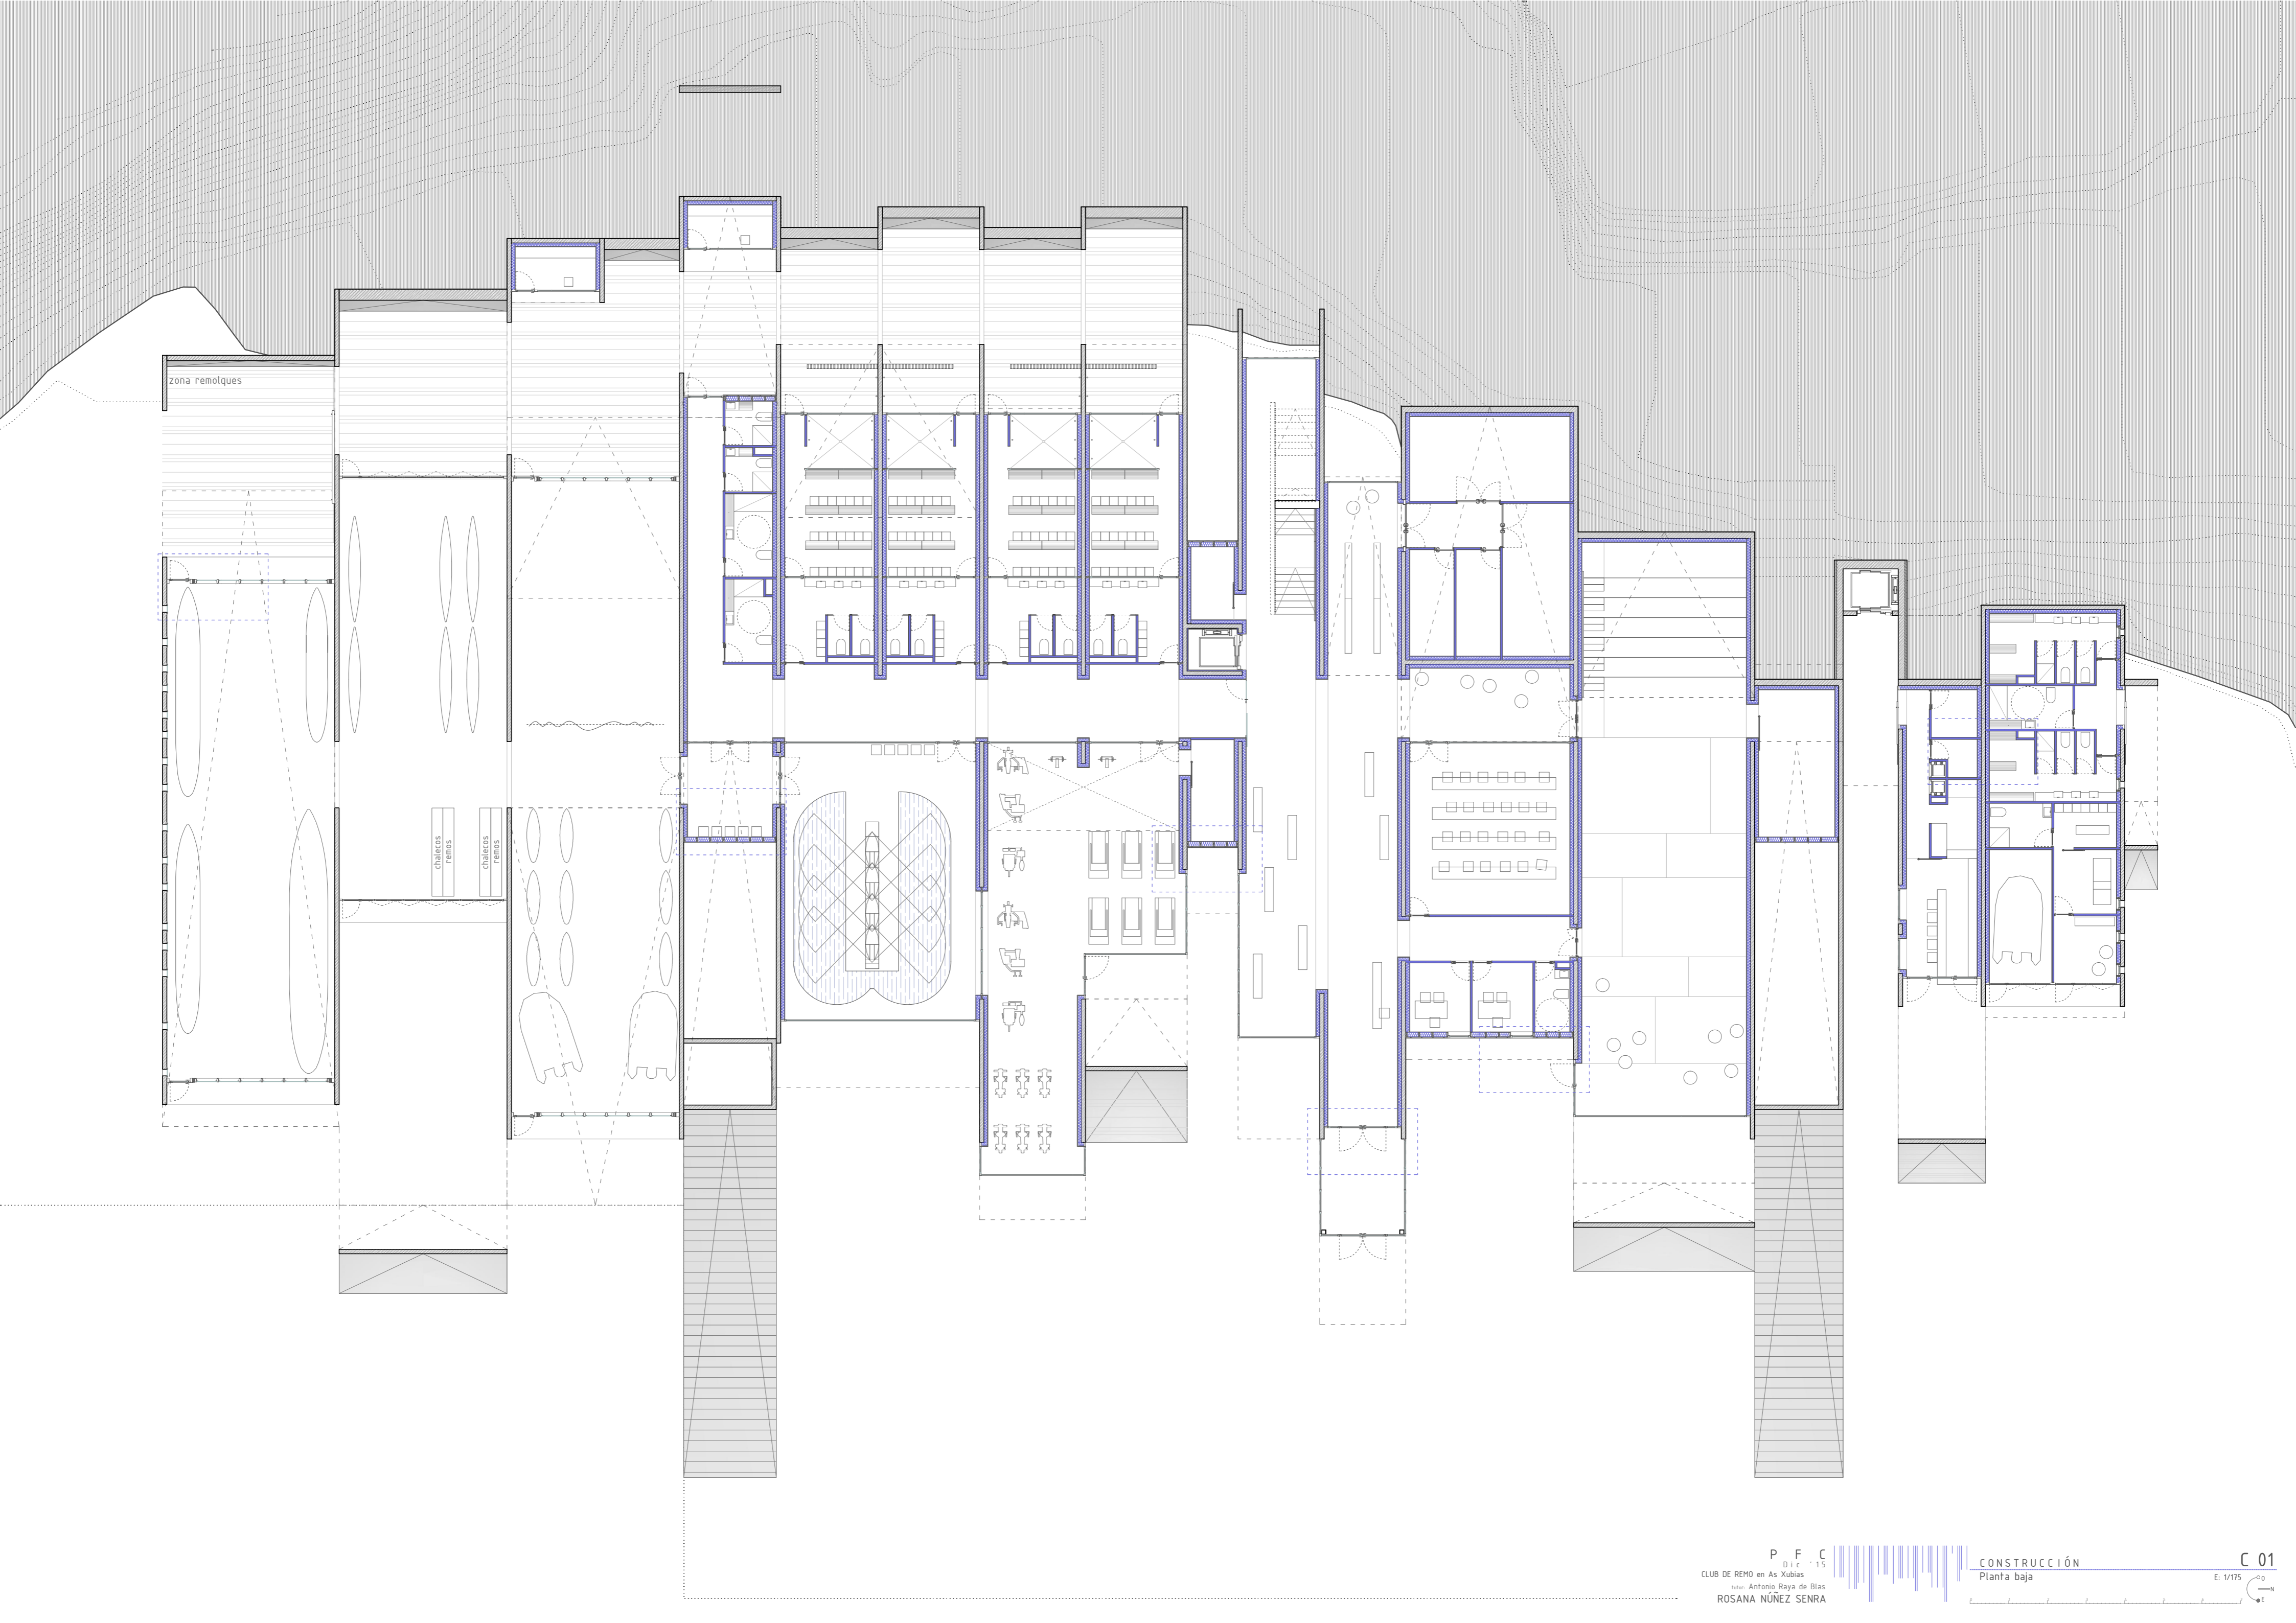 zona remolques
chalecos
remos
chalecos
remos
P F C
Dic '15
CLUB DE REMO en As Xubias
tutor: Antonio Raya de Blas
ROSANA NÚÑEZ SENRA
CONSTRUCCIÓN
C 01
Planta baja
E: 1/175
O
N
E